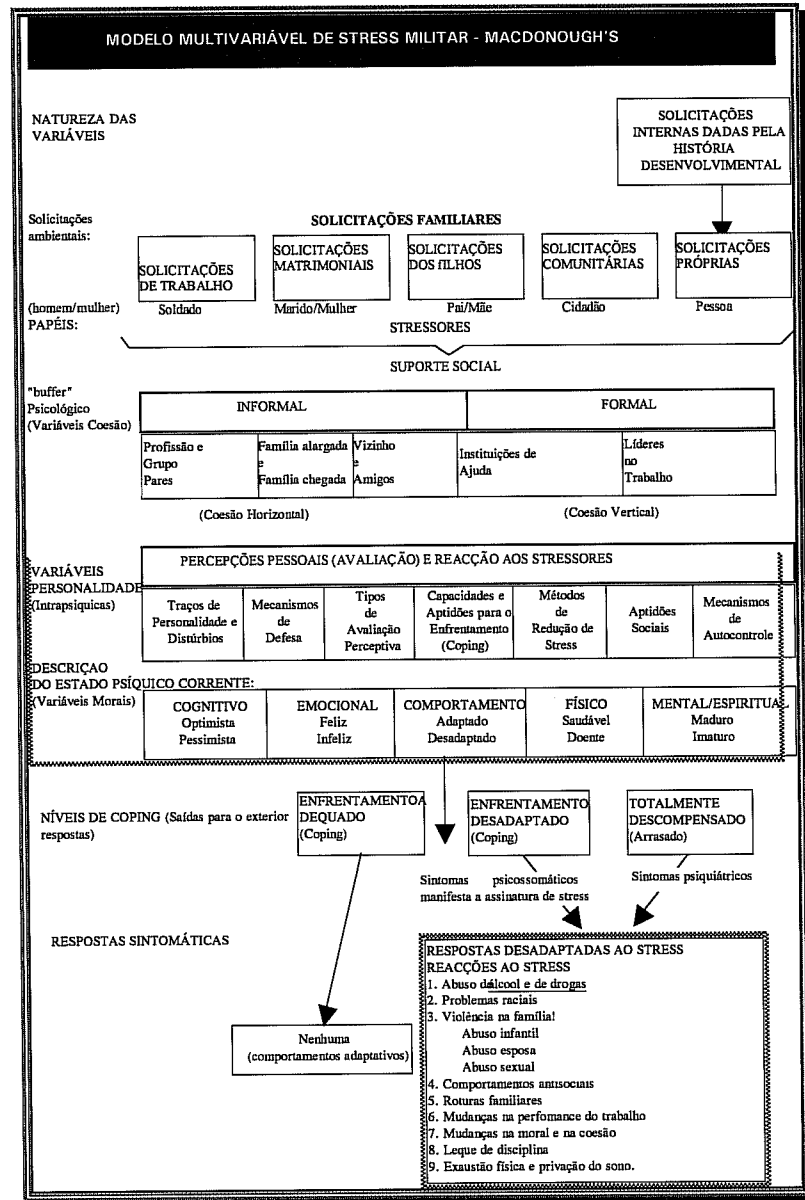 MODELO MULTIVARIÁVEL DE STRESS MILITAR - MACDONOUGH'S
NATUREZA DAS
VARIÁVEIS
SOLICITAÇÕES
INTERNAS DADAS PELA
HISTÓRIA
DESENVOLVIMENTAL
Solicitações
ambientais:
SOLICITAÇÕES FAMILIARES
SOLICITAÇÕES
DE TRABALHO
SOLICITAÇÕES
MATRIMONIAIS
SOLICITAÇÕES
DOS fILHOS
SOLICITAÇÕES
COMUNITÁRIAS
SOLICITAÇÕES
PRÓPRIAS
(homem/mulher)
PAPÉIS:
Soldado
Marido/Mulher
Pai/Mãe
Cidadão
Pessoa
STRESSORES
SUPORTE SOCIAL
"buffer"
Psicológico
(Variáveis Coesão)
INFORMAL
FORMAL
Profissão e
Grupo
Pares
Família alargada
e
Família chegada
Vizinho
e
Amigos
Instituições de
Ajuda
Líderes
no
Trabalho
(Coesão Horizontal)
(Coesão Vertical)
VARIÁVEIS
PERSONALIDADE
(Intrapsiquicas)
PERCEPÇÕES PESSOAIS (AVALIAÇÃO) E REACÇÃO AOS STRESSORES
Traços de
Personalidade e
Distúrbios
Mecanismos
de
Defesa
Tipos
de
Avaliação
Perceptiva
Capacidades e
Aptidões para o
Enfrentamento
(Coping)
Métodos
de
Redução de
Stress
Aptidões
Sociais
Mecanismos
de
Autocontrole
DESCRIÇAO
DO ESTADO PSÍQUICO CORRENTE:
(Variáveis Morais)
COGNITIVO
Optimista
Pessimista
EMOCIONAL
Feliz
Infeliz
COMPORTAMENTO
Adaptado
Desadaptado
FÍSICO
Saudável
Doente
MENTAL/ESPIRITUAL
Maduro
Imaturo
NÍVEIS DE COPING (Saídas para o exterior
respostas)
ENFRENTAMENTOA
DEQUADO
(Coping)
ENFRENTAMENTO
DESADAPTADO
(Coping)
TOTALMENTE
DESCOMPENSADO
(Arrasado)
Sintomas psicossomáticos
manifesta a assinatura de stress
Sintomas psiquiátricos
RESPOSTAS SINTOMÁTICAS
Nenhuma
(comportamentos adaptativos)
RESPOSTAS DESADAPTADAS AO STRESS
REACÇÕES AO STRESS
1. Abuso dálcool e de drogas
2. Problemas raciais
3. Violência na família!
Abuso infantil
Abuso esposa
Abuso sexual
4. Comportamentos antisociais
5. Roturas familiares
6. Mudanças na perfomance do trabalho
7. Mudanças na moral e na coesão
8. Leque de disciplina
9. Exaustão física e privação do sono.